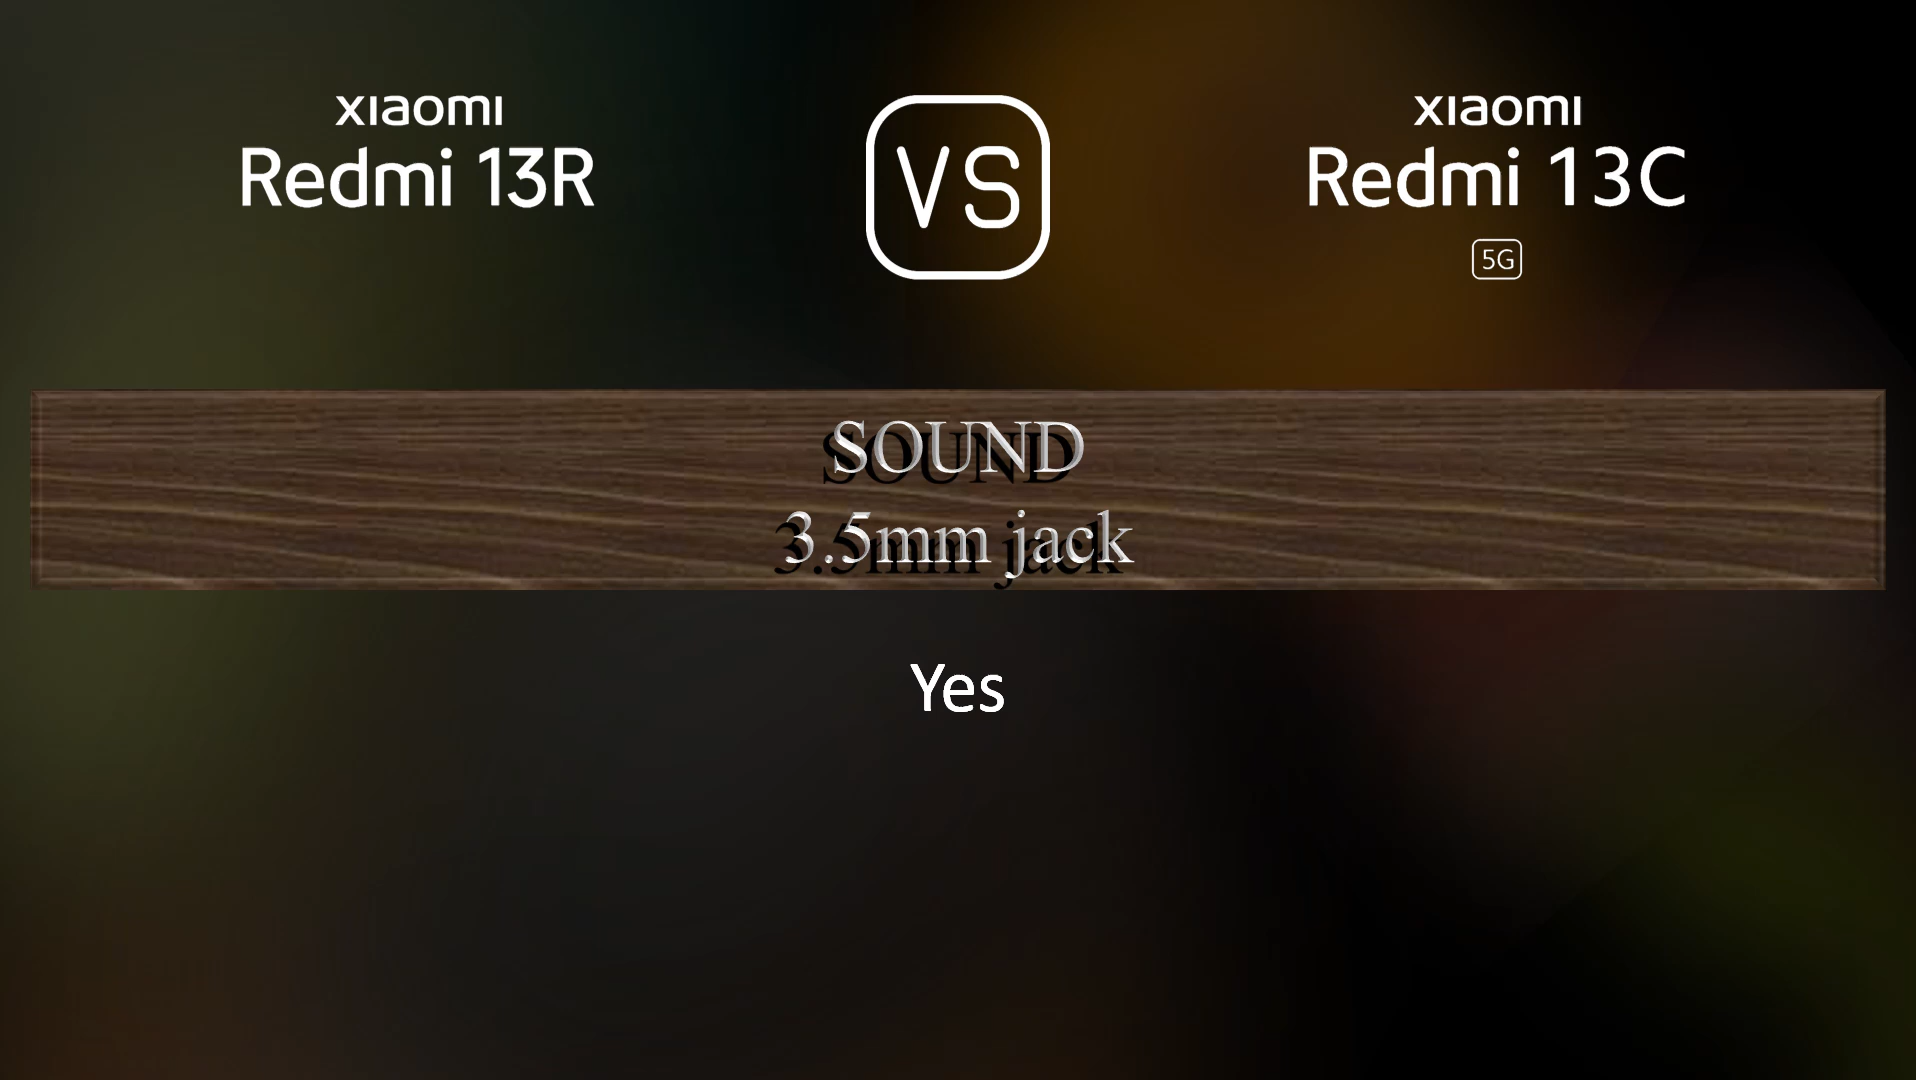 xiaomi
Redmi 13R
VS
xiaomi
Redmi 13C
5G
SOUND
3.5mm jack
Yes